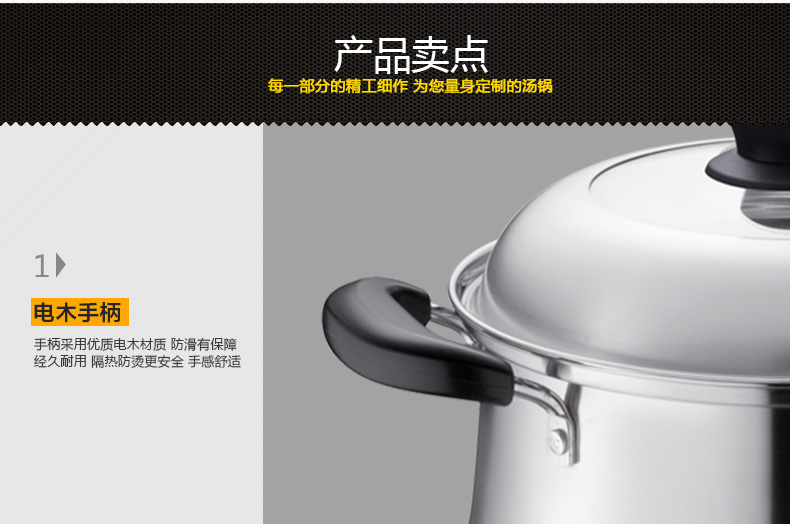 产品卖点
每一部分的精工细作 为您量身定制的汤锅
1
电木手柄
手柄采用优质电木材质 防滑有保障
经久耐用 隔热防烫更安全 手感舒适